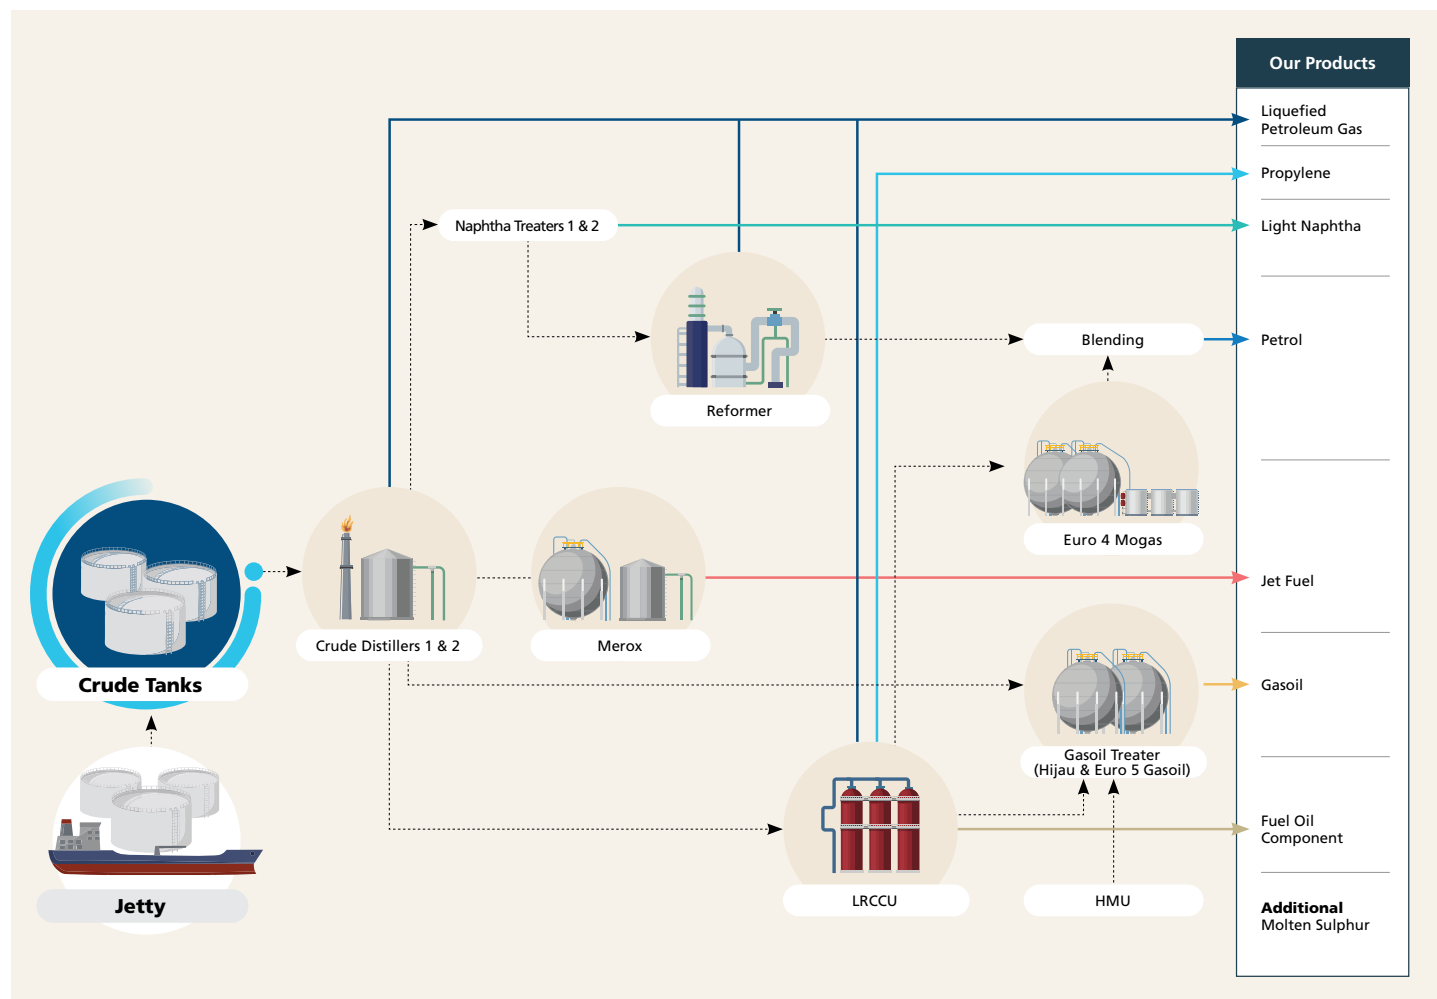 Our Products
Liquefied
Petroleum Gas
Propylene
Naphtha Treaters 1 & 2
Light Naphtha
Blending
Petrol
Reformer
Euro 4 Mogas
Jet Fuel
Crude Distillers 1 & 2
Merox
Crude Tanks
Gasoil
Gasoil Treater
(Hijau & Euro 5 Gasoil)
Fuel Oil
Component
Jetty
LRCCU
HMU
Additional
Molten Sulphur